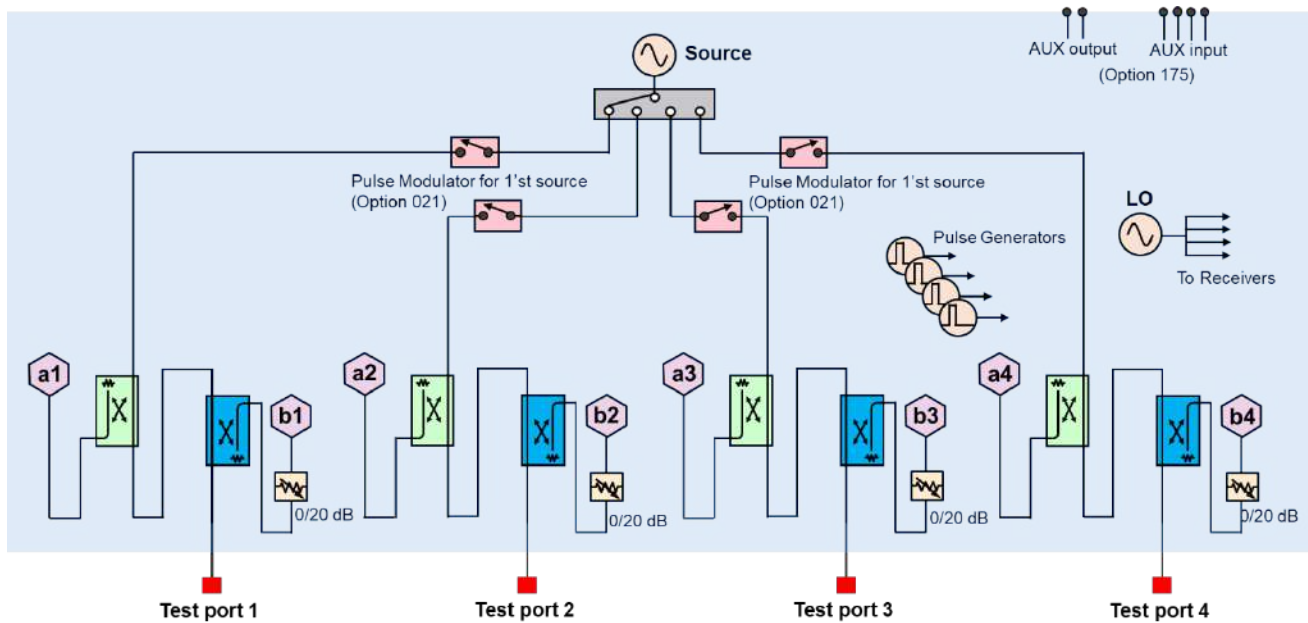 AUX output
AUX input
(Option 175)
Source
Pulse Modulator for 1'st source
(Option 021)
Pulse Modulator for 1'st source
(Option 021)
LO
Pulse Generators
To Receivers
a1
a2
a3
a4
b1
b2
b3
b4
0/20 dB
0/20 dB
0/20 dB
0/20 dB
Test port 1
Test port 2
Test port 3
Test port 4